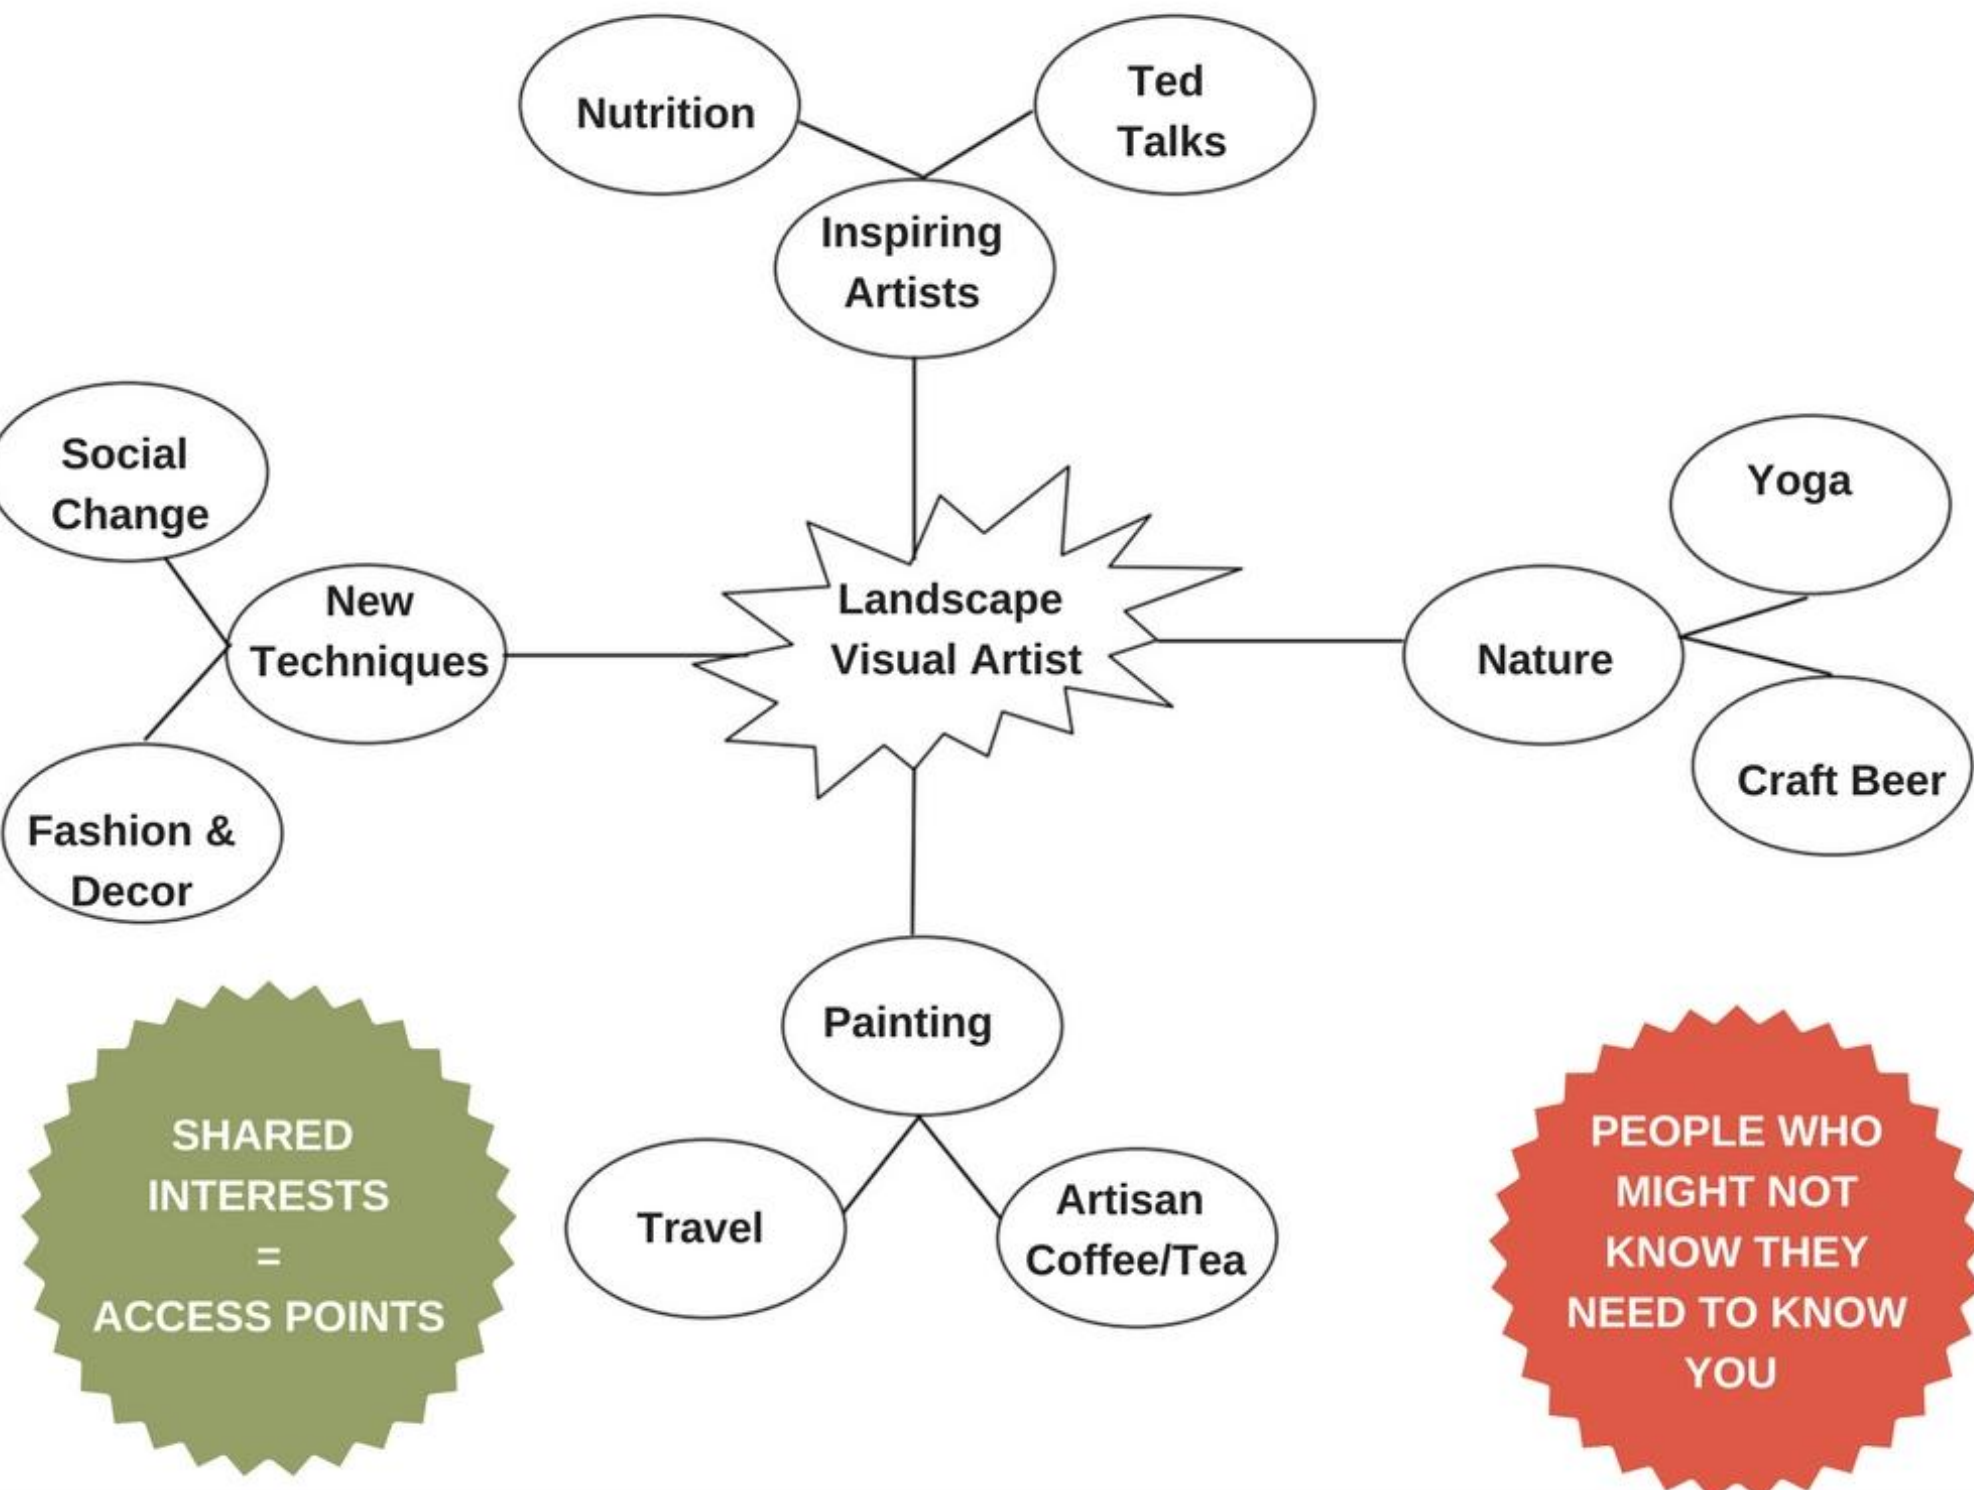 Nutrition
Ted
Talks
Inspiring
Artists
Social
Change
New
Techniques
Fashion &
Decor
Landscape
Visual Artist
Yoga
Nature
Craft Beer
Painting
Travel
Artisan
Coffee/Tea
SHARED
INTERESTS
=
ACCESS POINTS
PEOPLE WHO
MIGHT NOT
KNOW THEY
NEED TO KNOW
YOU